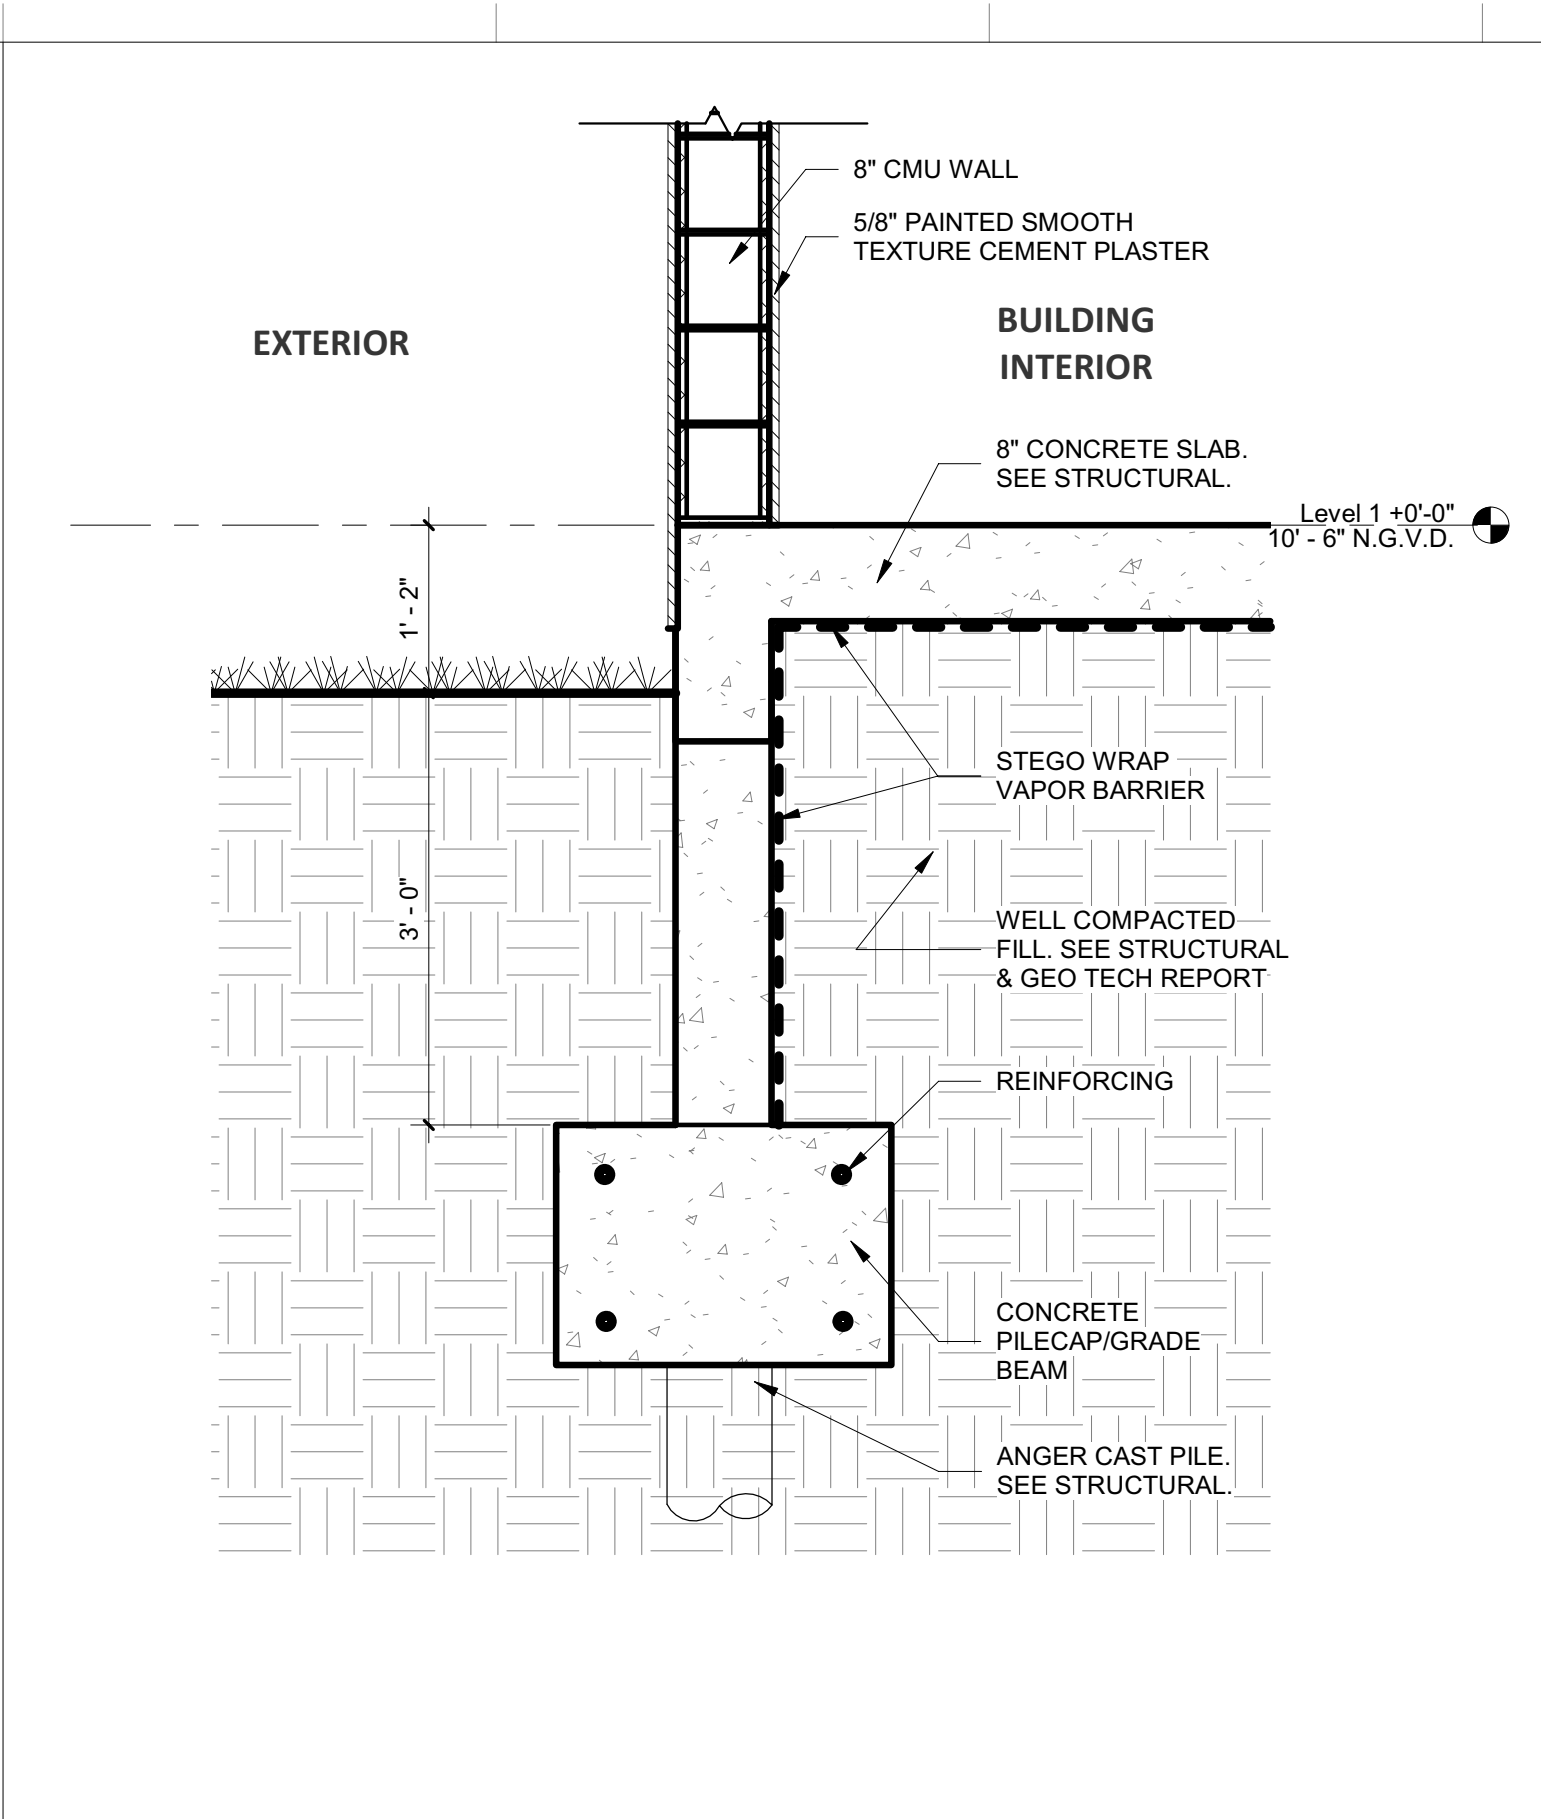 8" CMU WALL
5/8" PAINTED SMOOTH
TEXTURE CEMENT PLASTER
EXTERIOR
BUILDING
INTERIOR
8" CONCRETE SLAB.
SEE STRUCTURAL.
Level 1 +0'-0"
10' - 6" N.G.V.D.
1' - 2"
STEGO WRAP
VAPOR BARRIER
3' - 0"
WELL COMPACTED
FILL. SEE STRUCTURAL
& GEO TECH REPORT
REINFORCING
CONCRETE
PILECAP/GRADE
BEAM
ANGER CAST PILE.
SEE STRUCTURAL.